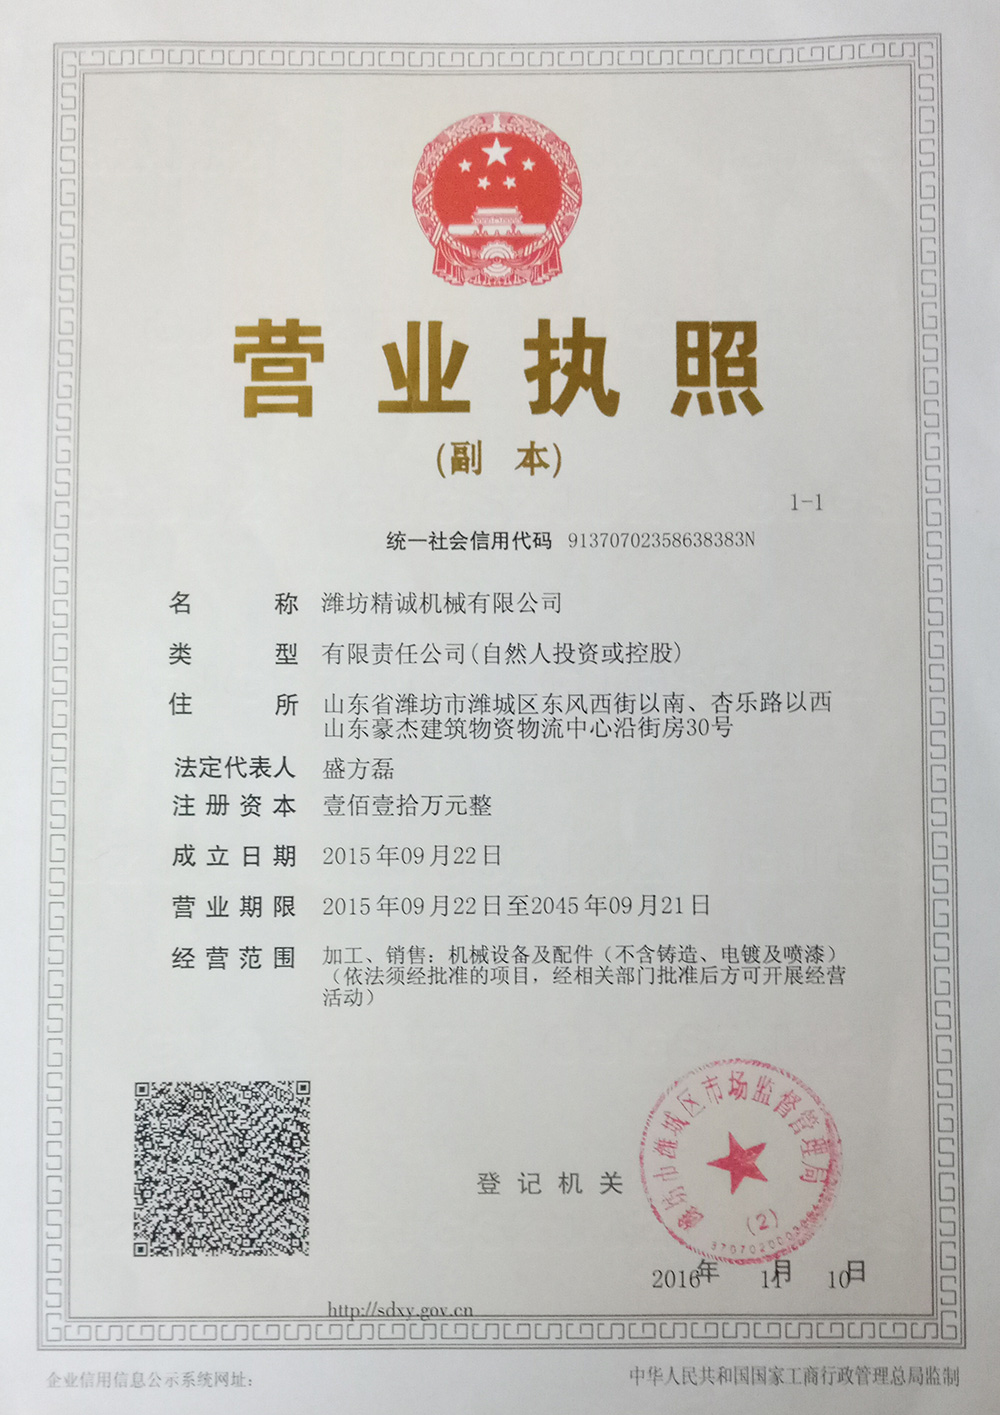 营业执照
(副 本)
1-1
统一社会信用代码 91370702358638383N
名 称 潍坊精诚机械有限公司
类 型 有限责任公司(自然人投资或控股)
住 所 山东省潍坊市潍城区东风西街以南、杏乐路以西
山东豪杰建筑物资物流中心沿街房30号
法定代表人 盛方磊
注册资本 壹佰壹拾万元整
成立日期 2015年09月22日
营业期限 2015年09月22日至2045年09月21日
经营范围 加工、销售：机械设备及配件（不含铸造、电镀及喷漆）
（依法须经批准的项目，经相关部门批准后方可开展经营
活动）
潍坊市潍城区市场监督管理局
(2)
登记机关
2016年 11月 10日
http://sdxy.gov.cn
企业信用信息公示系统网址：
中华人民共和国国家工商行政管理总局监制